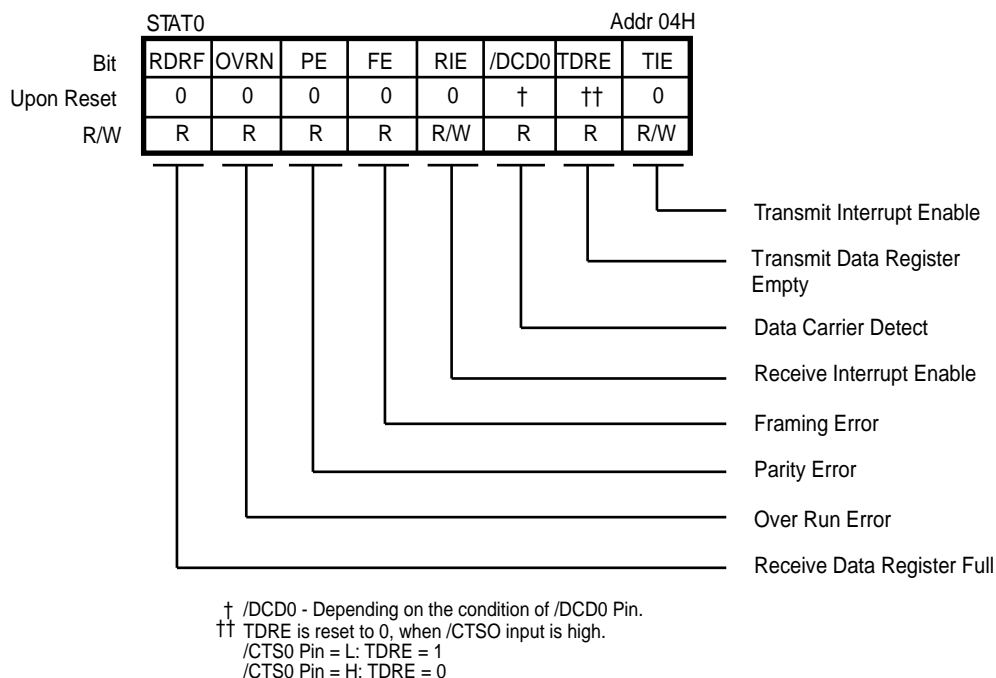 STAT0 Addr 04H
Bit RDRF OVRN PE FE RIE /DCD0 TDRE TIE
Upon Reset 0 0 0 0 0 † †† 0
R/W R R R R R/W R R R/W
Transmit Interrupt Enable
Transmit Data Register
Empty
Data Carrier Detect
Receive Interrupt Enable
Framing Error
Parity Error
Over Run Error
Receive Data Register Full
† /DCD0 - Depending on the condition of /DCD0 Pin.
†† TDRE is reset to 0, when /CTSO input is high.
/CTS0 Pin = L: TDRE = 1
/CTS0 Pin = H: TDRE = 0